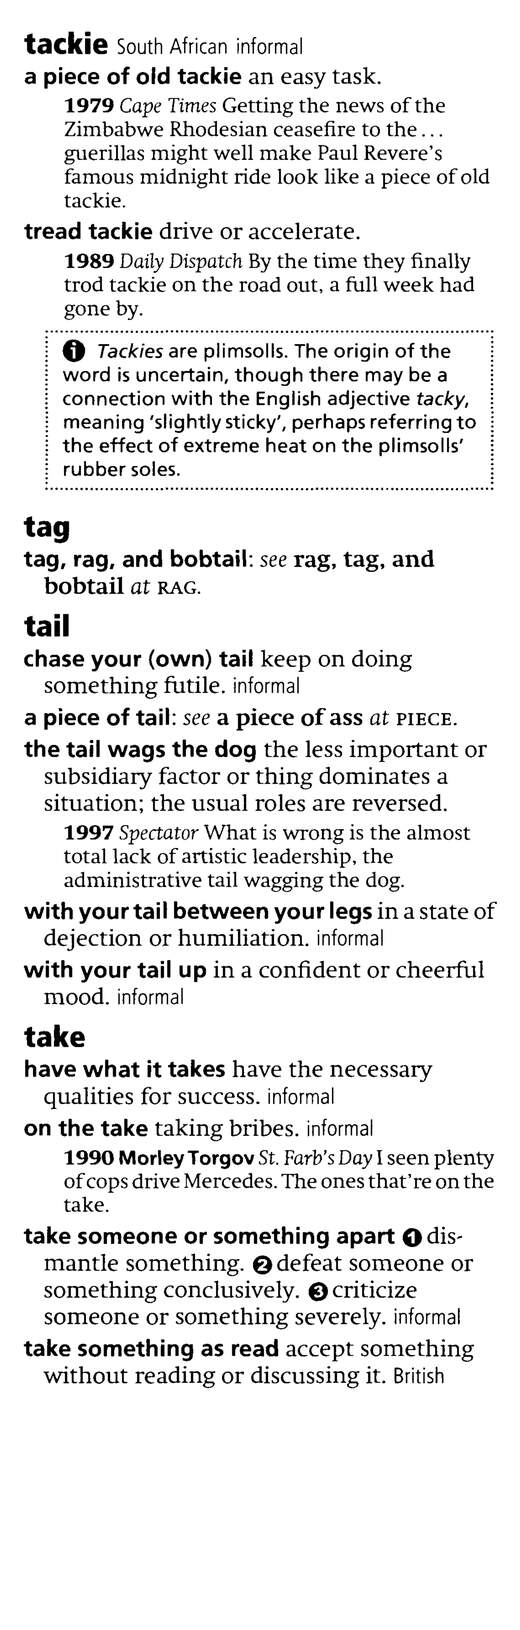 tackie South African informal
a piece of old tackie an easy task.
1979 Cape Times Getting the news of the
Zimbabwe Rhodesian ceasefire to the...
guerillas might well make Paul Revere's
famous midnight ride look like a piece of old
tackie.
tread tackie drive or accelerate.
1989 Daily Dispatch By the time they finally
trod tackie on the road out, a full week had
gone by.
i Tackies are plimsolls. The origin of the
word is uncertain, though there may be a
connection with the English adjective tacky,
meaning 'slightly sticky', perhaps referring to
the effect of extreme heat on the plimsolls'
rubber soles.
tag
tag, rag, and bobtail: see rag, tag, and
bobtail at RAG.
tail
chase your (own) tail keep on doing
something futile. informal
a piece of tail: see a piece of ass at PIECE.
the tail wags the dog the less important or
subsidiary factor or thing dominates a
situation; the usual roles are reversed.
1997 Spectator What is wrong is the almost
total lack of artistic leadership, the
administrative tail wagging the dog.
with your tail between your legs in a state of
dejection or humiliation. informal
with your tail up in a confident or cheerful
mood. informal
take
have what it takes have the necessary
qualities for success. informal
on the take taking bribes. informal
1990 Morley Torgov St. Farb's Day I seen plenty
of cops drive Mercedes. The ones that're on the
take.
take someone or something apart ❶ dis-
mantle something. ❷ defeat someone or
something conclusively. ❸ criticize
someone or something severely. informal
take something as read accept something
without reading or discussing it. British